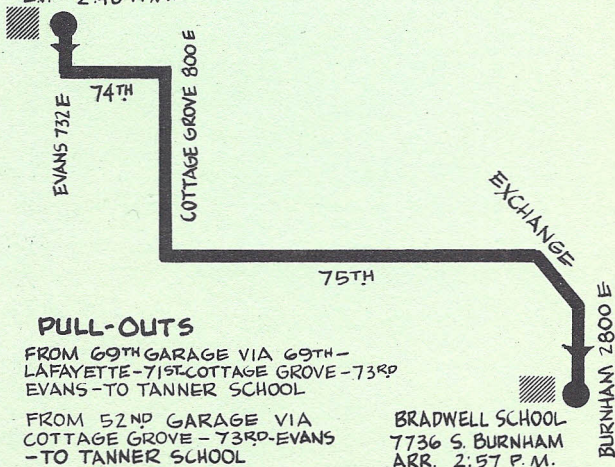 74TH
EVANS 732E
COTTAGE GROVE 800 E
EXCHANGE
75TH
BURNHAM 2800 E
PULL-OUTS
FROM 69TH GARAGE VIA 69TH-
LAFAYETTE-71ST-COTTAGE GROVE-73RD
EVANS-TO TANNER SCHOOL
FROM 52ND GARAGE VIA
COTTAGE GROVE-73RD-EVANS
-TO TANNER SCHOOL
BRADWELL SCHOOL
7736 S. BURNHAM
ARR. 2:57 P.M.